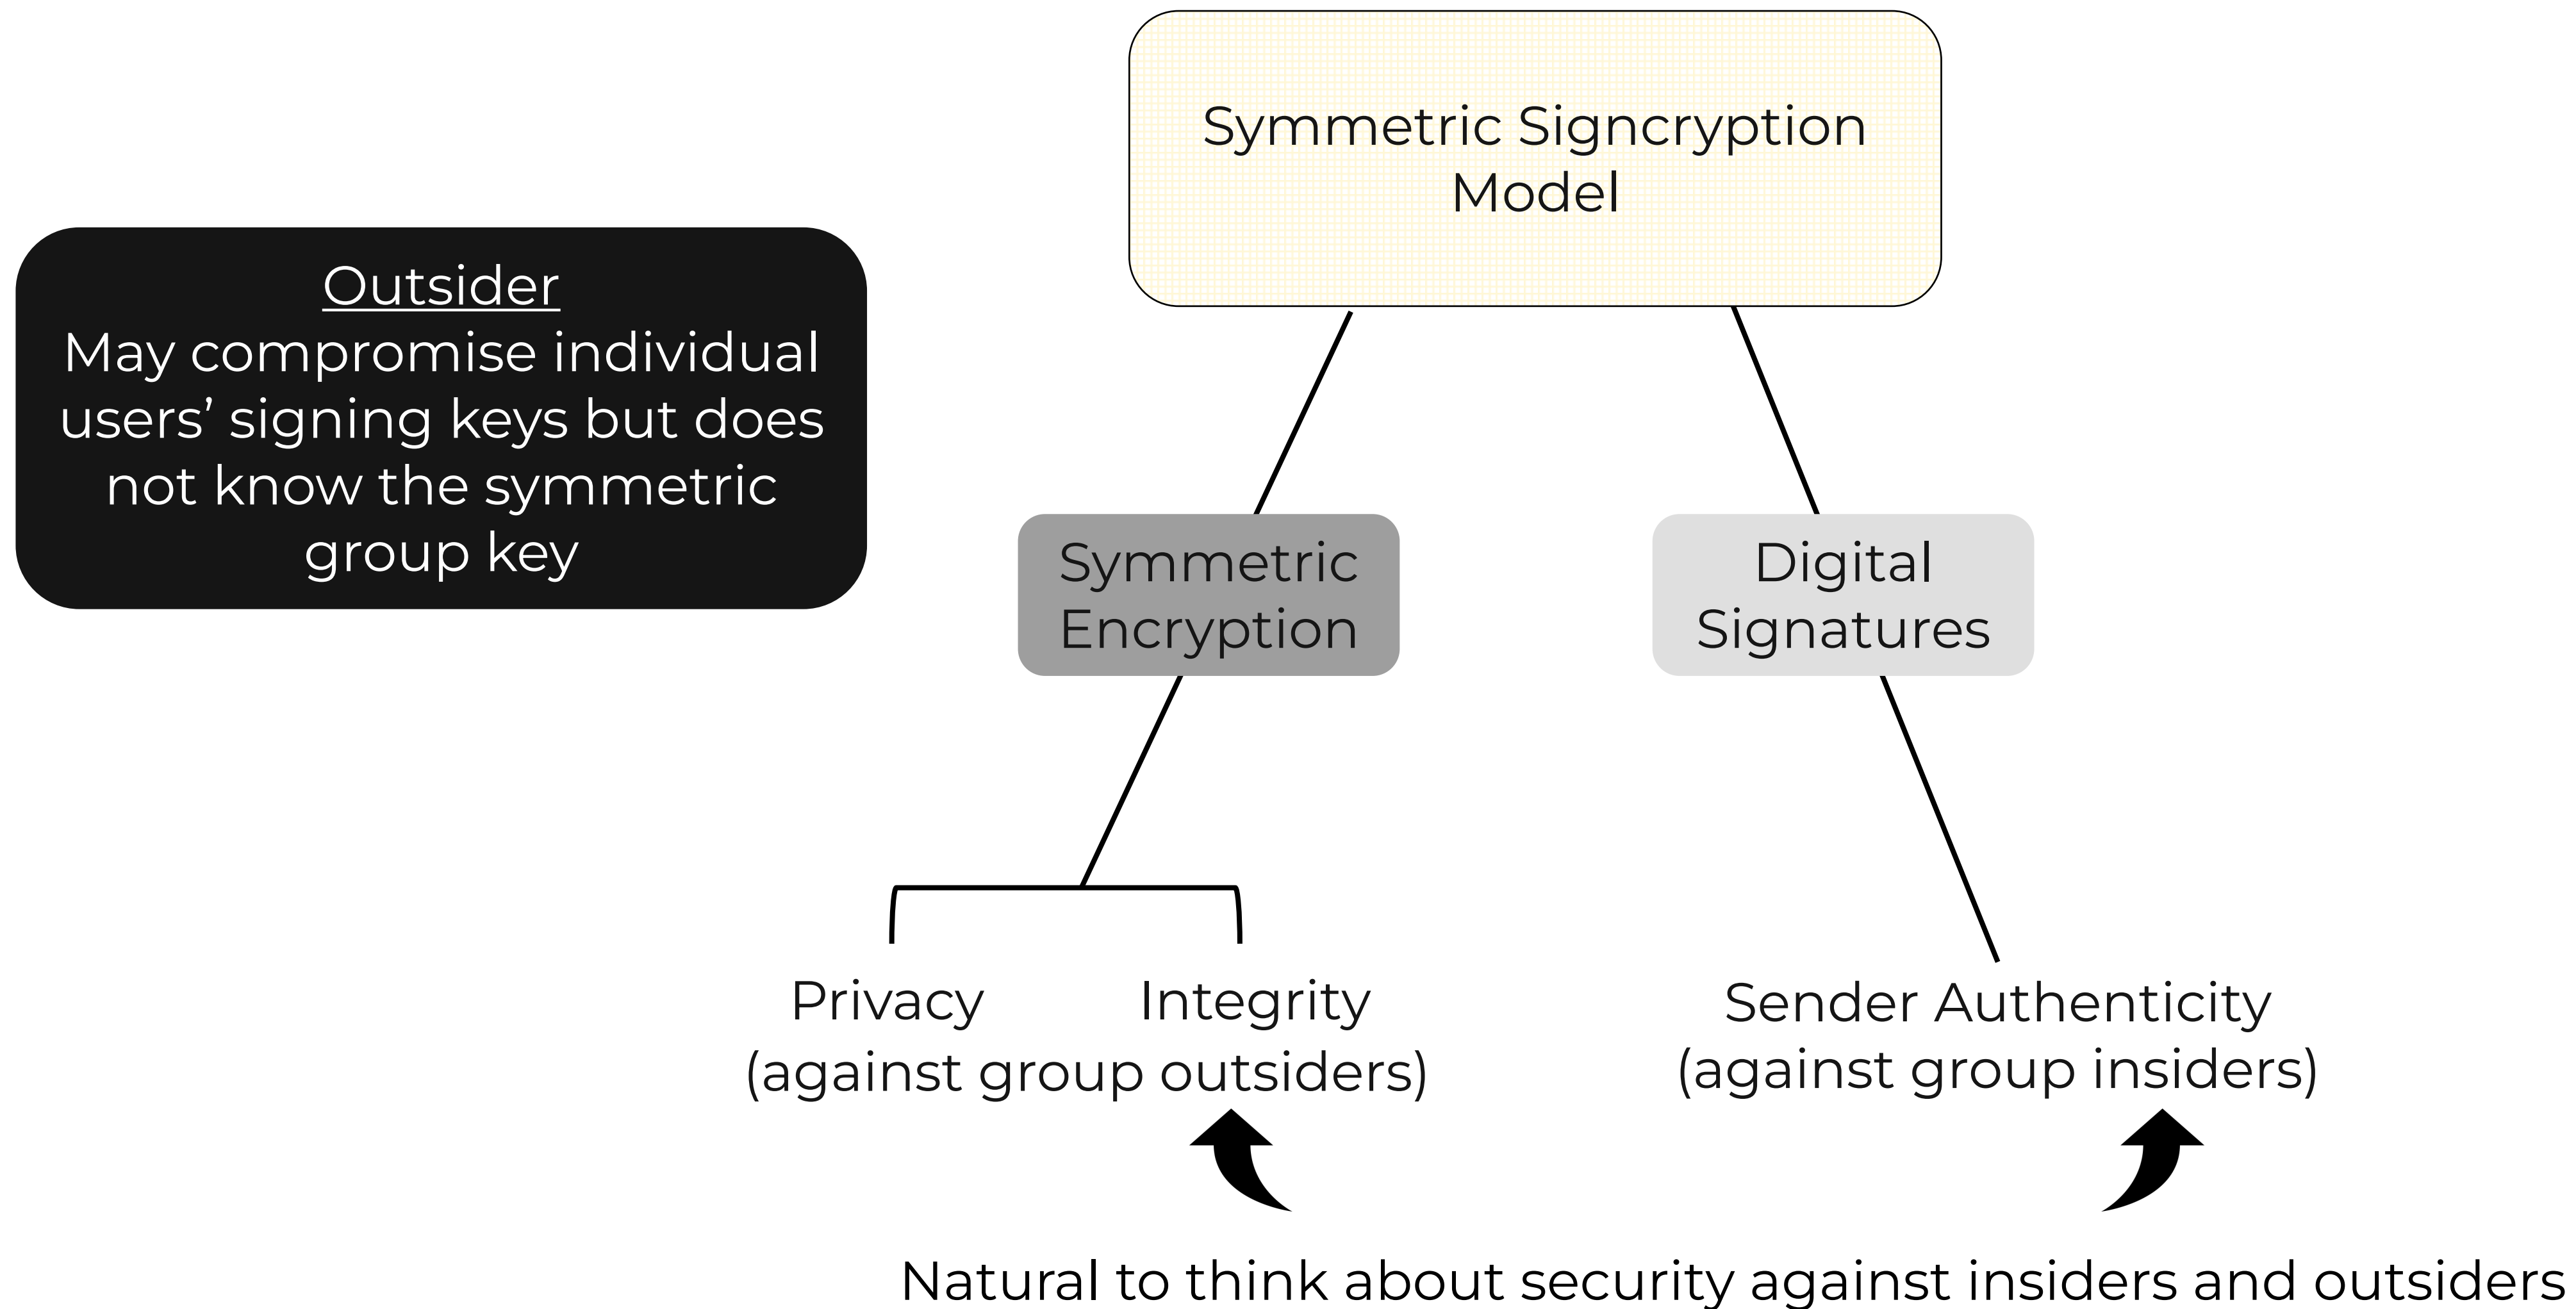 Symmetric Signcryption
Model
Outsider
May compromise individual
users’ signing keys but does
not know the symmetric
group key
Symmetric
Encryption
Digital
Signatures
Privacy
Integrity
(against group outsiders)
Sender Authenticity
(against group insiders)
Natural to think about security against insiders and outsiders